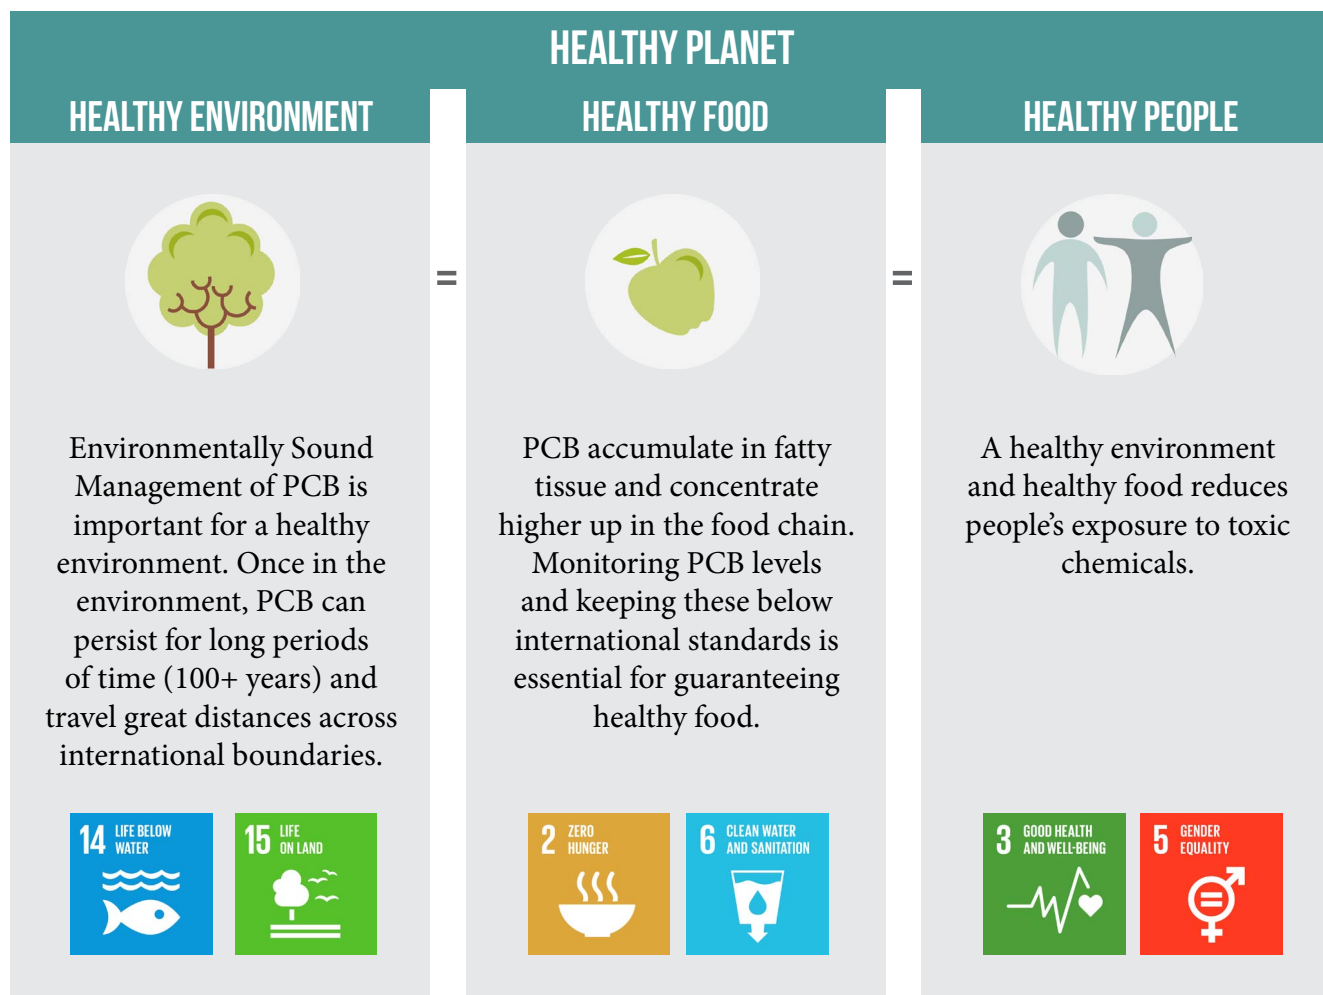 HEALTHY PLANET
HEALTHY ENVIRONMENT
=
HEALTHY FOOD
=
HEALTHY PEOPLE
Environmentally Sound
Management of PCB is
important for a healthy
environment. Once in the
environment, PCB can
persist for long periods
of time (100+ years) and
travel great distances across
international boundaries.
14 LIFE BELOW
WATER
15 LIFE
ON LAND
PCB accumulate in fatty
tissue and concentrate
higher up in the food chain.
Monitoring PCB levels
and keeping these below
international standards is
essential for guaranteeing
healthy food.
2 ZERO
HUNGER
6 CLEAN WATER
AND SANITATION
A healthy environment
and healthy food reduces
people’s exposure to toxic
chemicals.
3 GOOD HEALTH
AND WELL-BEING
5 GENDER
EQUALITY